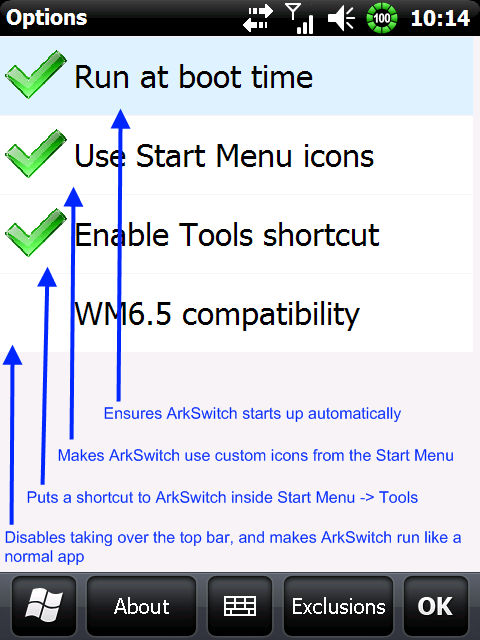 Options 100 10:14
Run at boot time
Use Start Menu icons
Enable Tools shortcut
WM6.5 compatibility
Ensures ArkSwitch starts up automatically
Makes ArkSwitch use custom icons from the Start Menu
Puts a shortcut to ArkSwitch inside Start Menu -> Tools
Disables taking over the top bar, and makes ArkSwitch run like a
normal app
About Exclusions OK